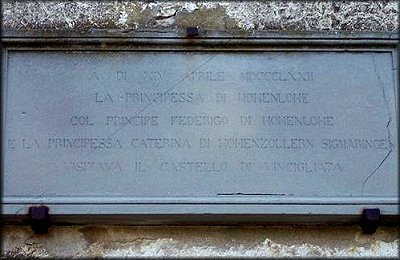 A DI XIV APRILE MDCCCLXXII
LA PRINCIPESSA DI HOHENLOHE
COL PRINCIPE FEDERIGO DI HOHENLOHE
E LA PRINCIPESSA CATERINA DI HOHENZOLLERN SIGMARINGEN
VISITAVA IL CASTELLO DI VINCIGLIATA